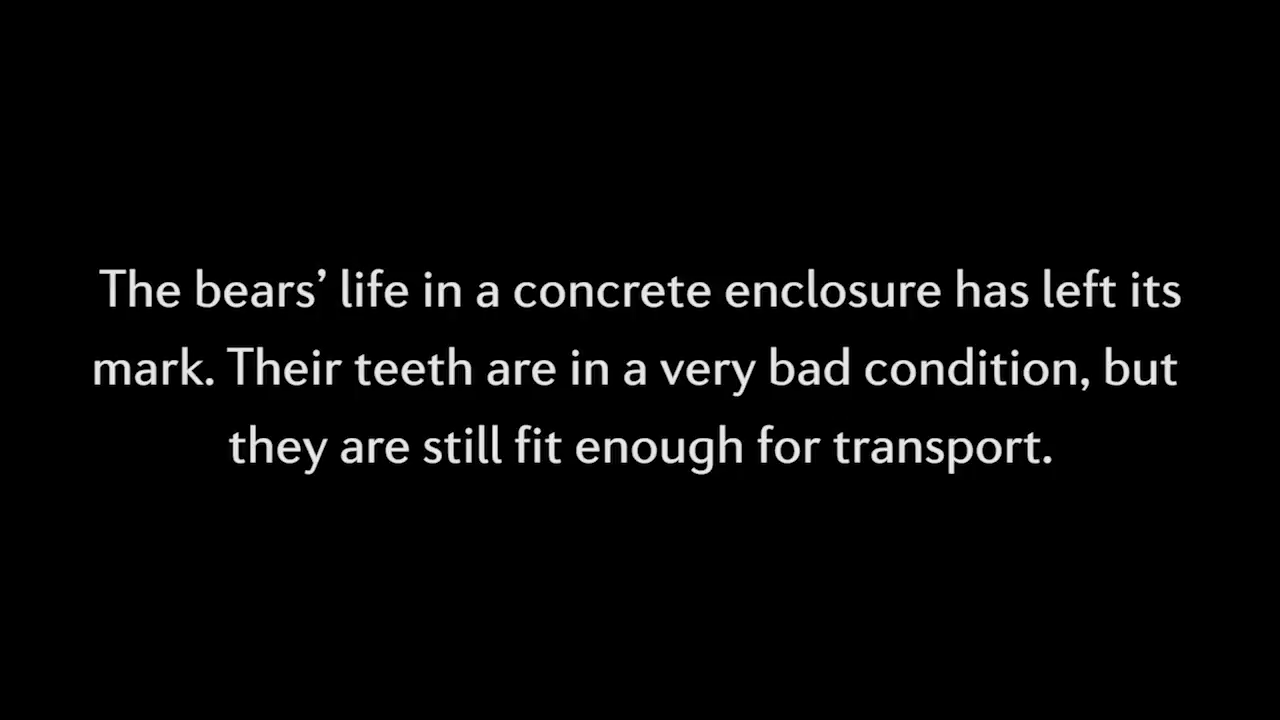 The bears’ life in a concrete enclosure has left its
mark. Their teeth are in a very bad condition, but
they are still fit enough for transport.